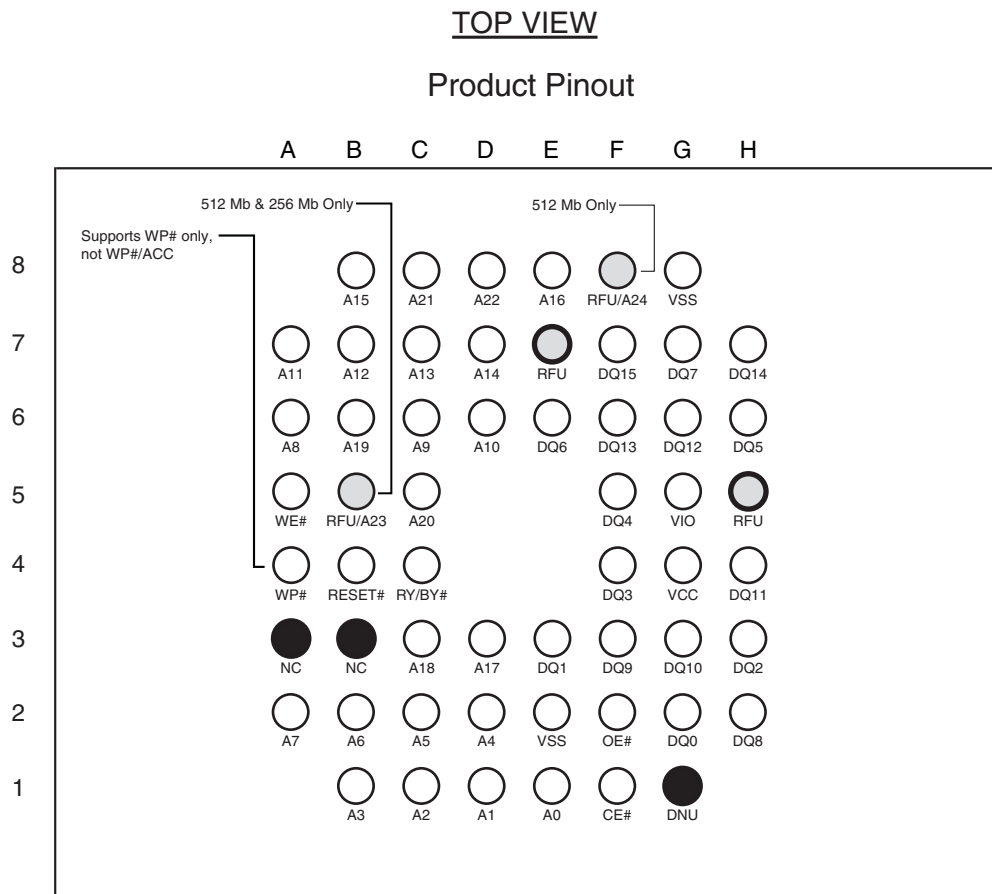 TOP VIEW
Product Pinout
A B C D E F G H
512 Mb & 256 Mb Only
512 Mb Only
Supports WP# only,
not WP#/ACC
8
A15 A21 A22 A16 RFU/A24 VSS
7
A11 A12 A13 A14 RFU DQ15 DQ7 DQ14
6
A8 A19 A9 A10 DQ6 DQ13 DQ12 DQ5
5
WE# RFU/A23 A20 DQ4 VIO RFU
4
WP# RESET# RY/BY# DQ3 VCC DQ11
3
NC NC A18 A17 DQ1 DQ9 DQ10 DQ2
2
A7 A6 A5 A4 VSS OE# DQ0 DQ8
1
A3 A2 A1 A0 CE# DNU